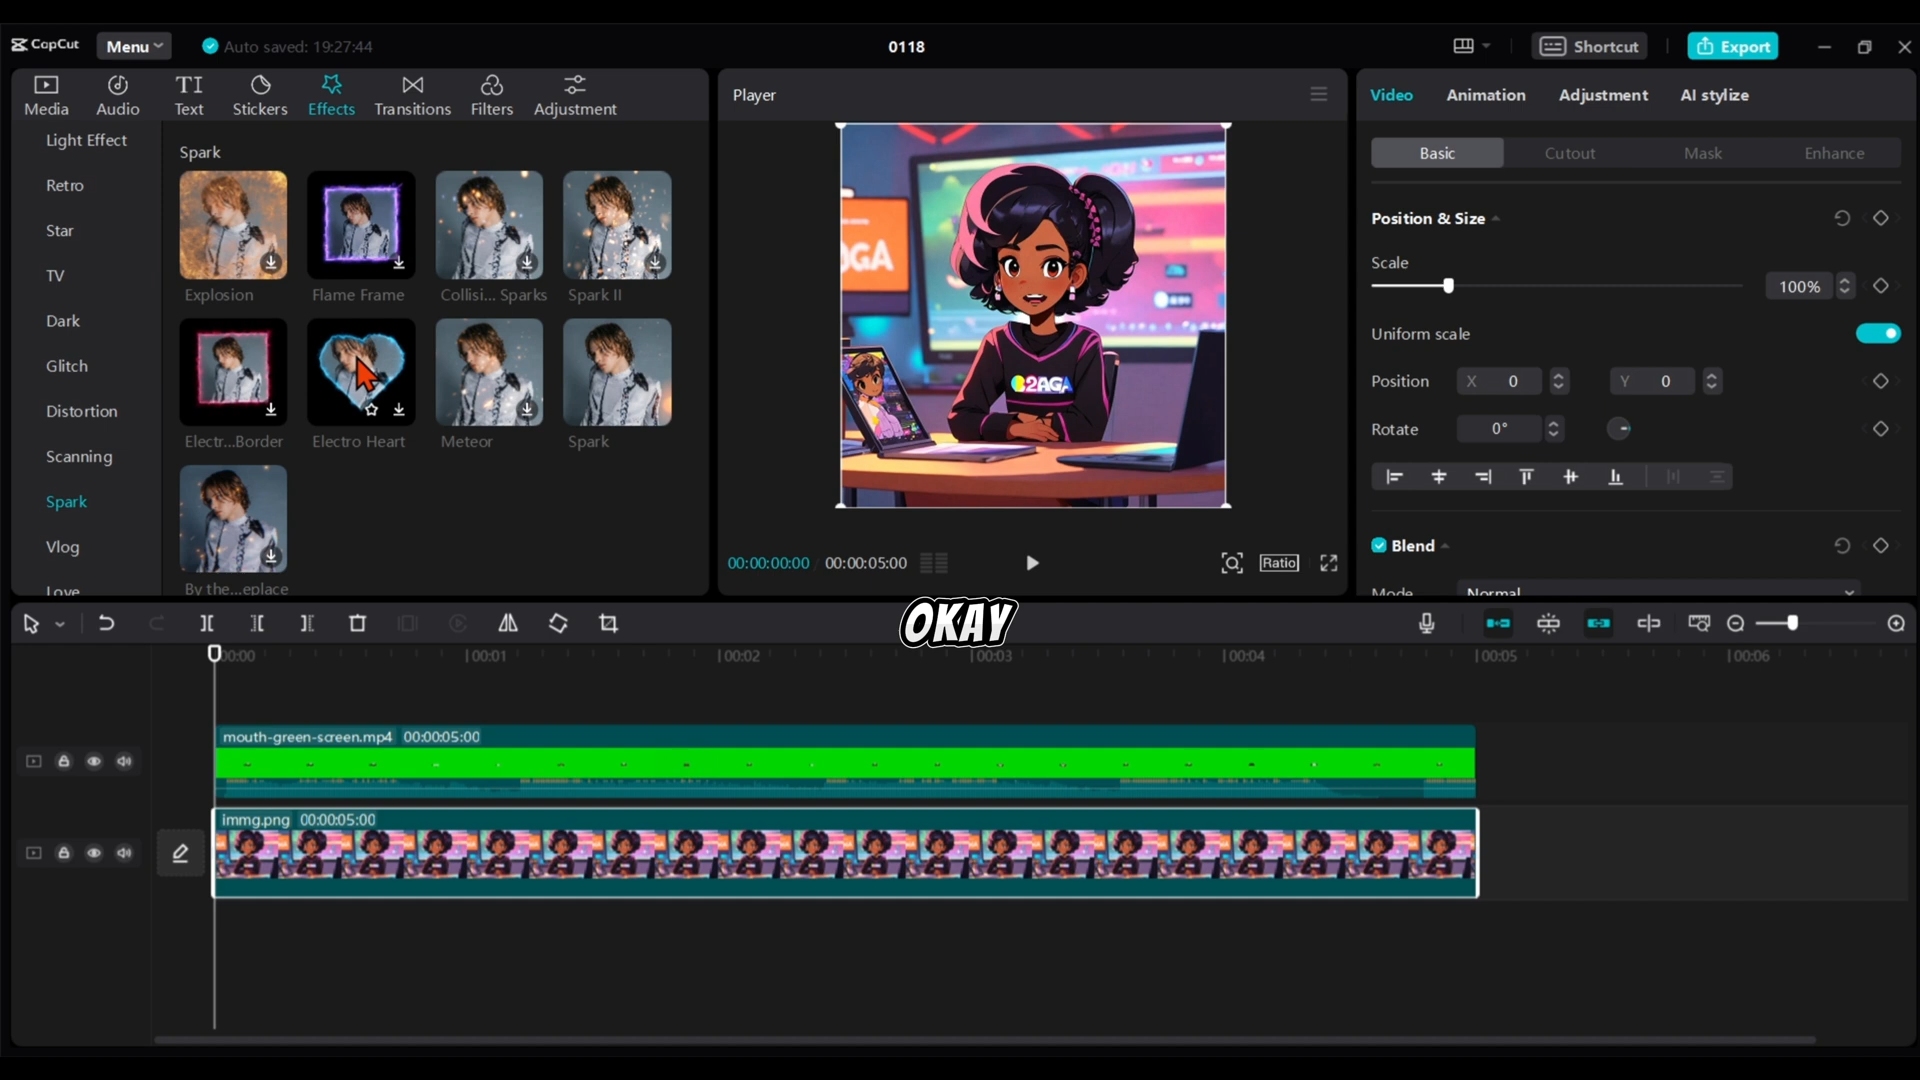 CapCut
Menu
Auto saved: 19:27:44
0118
Shortcut
Export
Media
Audio
Text
Stickers
Effects
Transitions
Filters
Adjustment
Light Effect
Retro
Star
TV
Dark
Glitch
Distortion
Scanning
Spark
Vlog
Love
Spark
Explosion
Flame Frame
Collisi... Sparks
Spark II
Electr...Border
Electro Heart
Meteor
Spark
By the...eplace
Player
OGA
B2AGA
00:00:00:00
00:00:05:00
Ratio
Video
Animation
Adjustment
AI stylize
Basic
Cutout
Mask
Enhance
Position & Size
Scale
100%
Uniform scale
Position
X 0
Y 0
Rotate
0°
Blend
Mode
Normal
OKAY
00:00
00:01
00:02
00:03
00:04
00:05
00:06
mouth-green-screen.mp4 00:00:05:00
immg.png 00:00:05:00